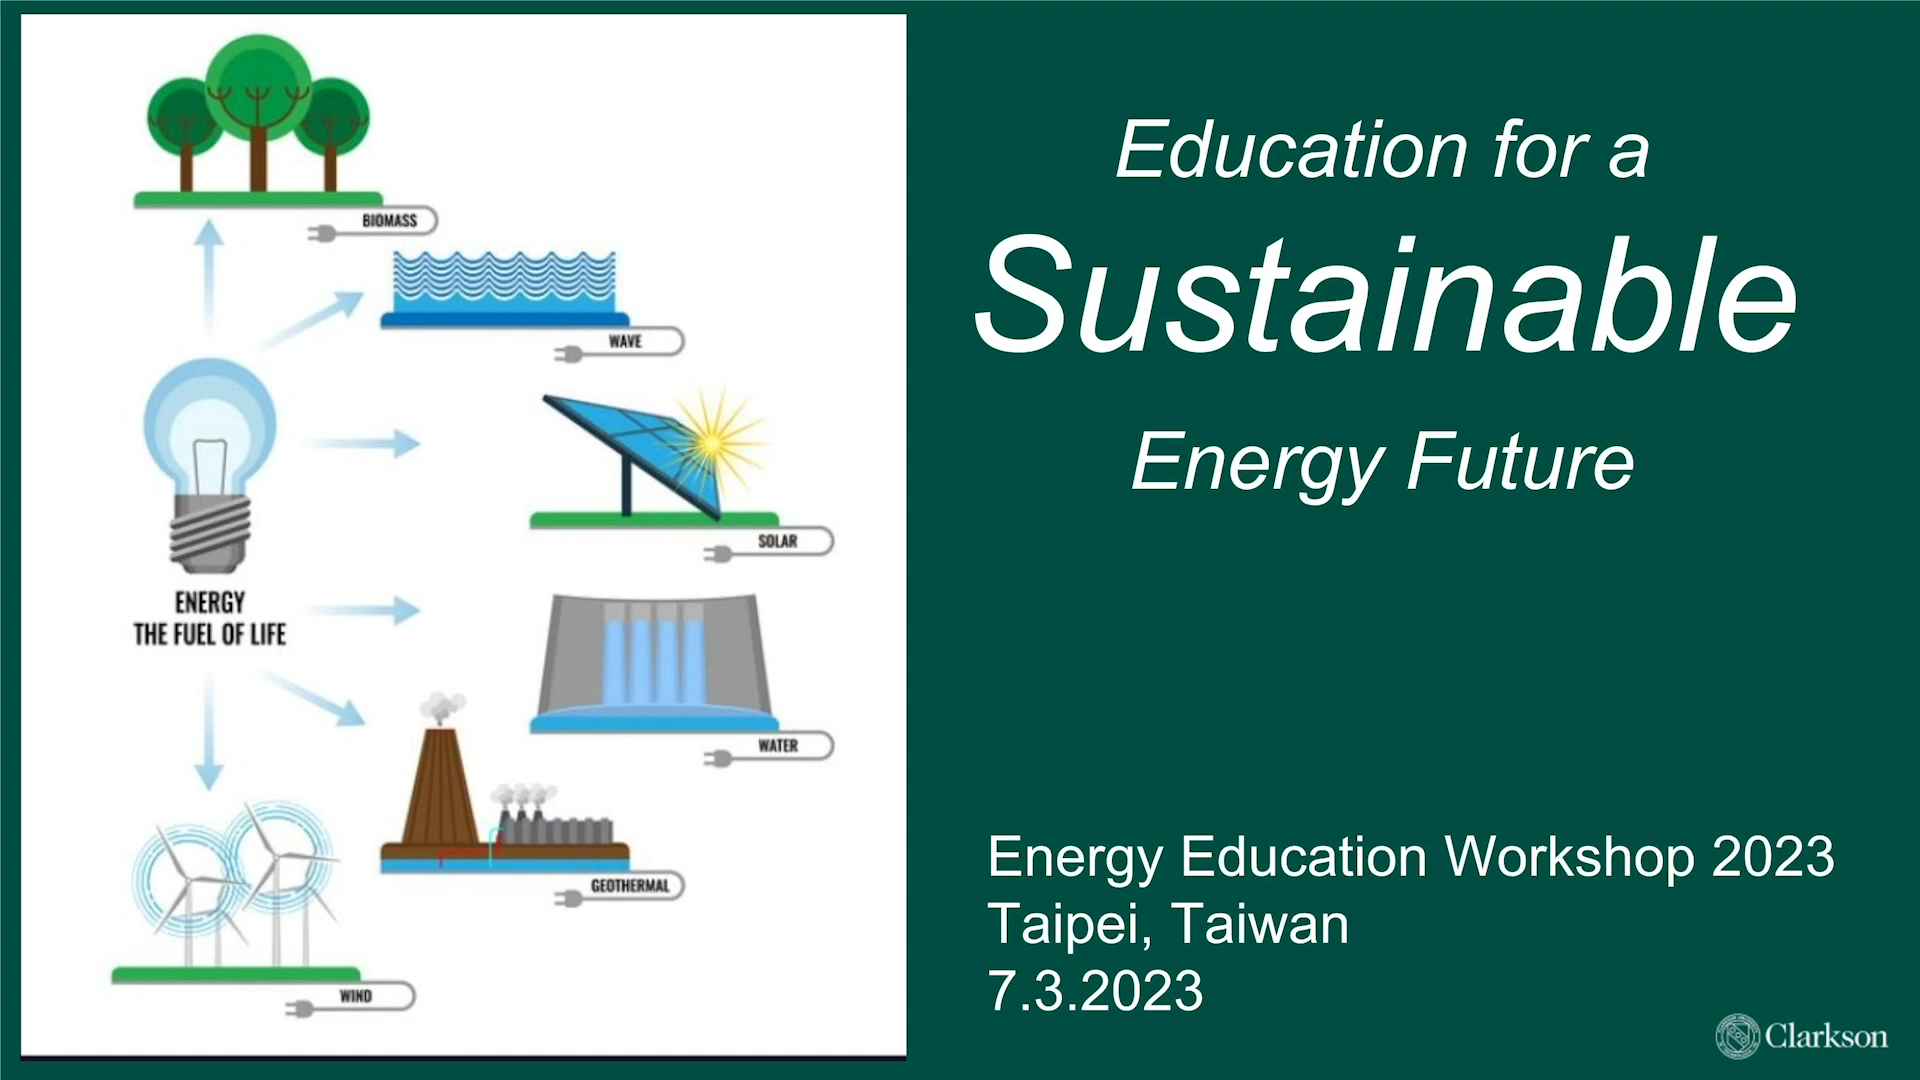 BIOMASS
WAVE
SOLAR
ENERGY
THE FUEL OF LIFE
WATER
GEOTHERMAL
WIND
Education for a
Sustainable
Energy Future
Energy Education Workshop 2023
Taipei, Taiwan
7.3.2023
Clarkson